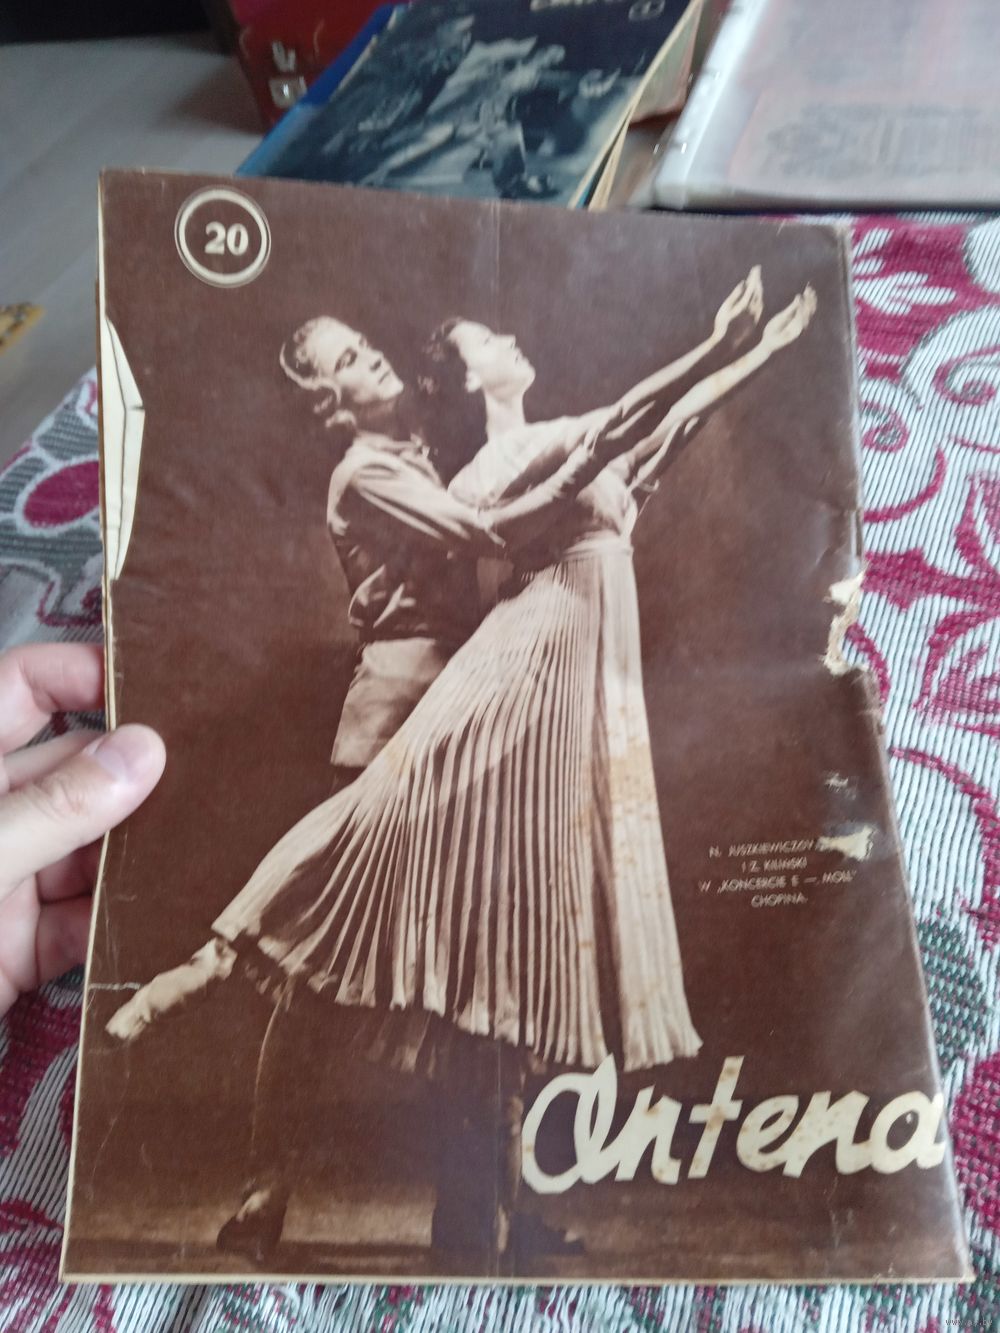 20
N. JUSZKIEWICZÓW
I Z. KILIŃSKI
W „KONCERCIE E — MOLL"
CHOPINA.
Antena